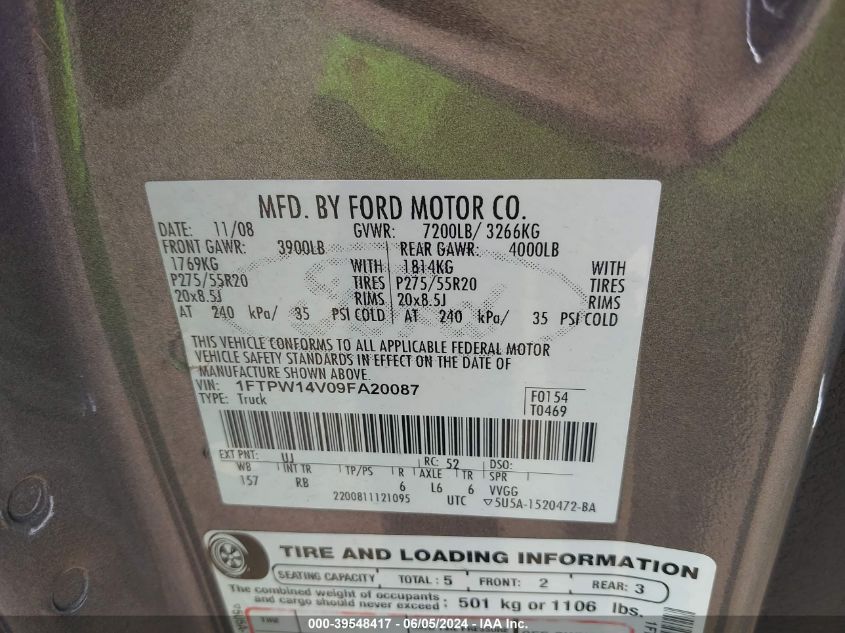 MFD. BY FORD MOTOR CO.
DATE: 11/08 GVWR: 7200LB/ 3266KG
FRONT GAWR: 3900LB REAR GAWR: 4000LB
1769KG WITH 1814KG WITH
P275/55R20 TIRES P275/55R20 TIRES
20x8.5J RIMS 20x8.5J RIMS
AT 240 kPa/ 35 PSI COLD AT 240 kPa/ 35 PSI COLD
THIS VEHICLE CONFORMS TO ALL APPLICABLE FEDERAL MOTOR
VEHICLE SAFETY STANDARDS IN EFFECT ON THE DATE OF
MANUFACTURE SHOWN ABOVE.
VIN: 1FTPW14V09FA20087 F0154
TYPE: Truck T0469
EXT PNT: UJ RC: 52 DSO:
WB INT TR TP/PS R AXLE TR SPR
157 RB 6 L6 6 VVGG
2200811121095 UTC ▽5U5A-1520472-BA
TIRE AND LOADING INFORMATION
SEATING CAPACITY TOTAL: 5 FRONT: 2 REAR: 3
The combined weight of occupants
and cargo should never exceed: 501 kg or 1106 lbs.
TIRE
000-39548417 - 06/05/2024 - IAA Inc.